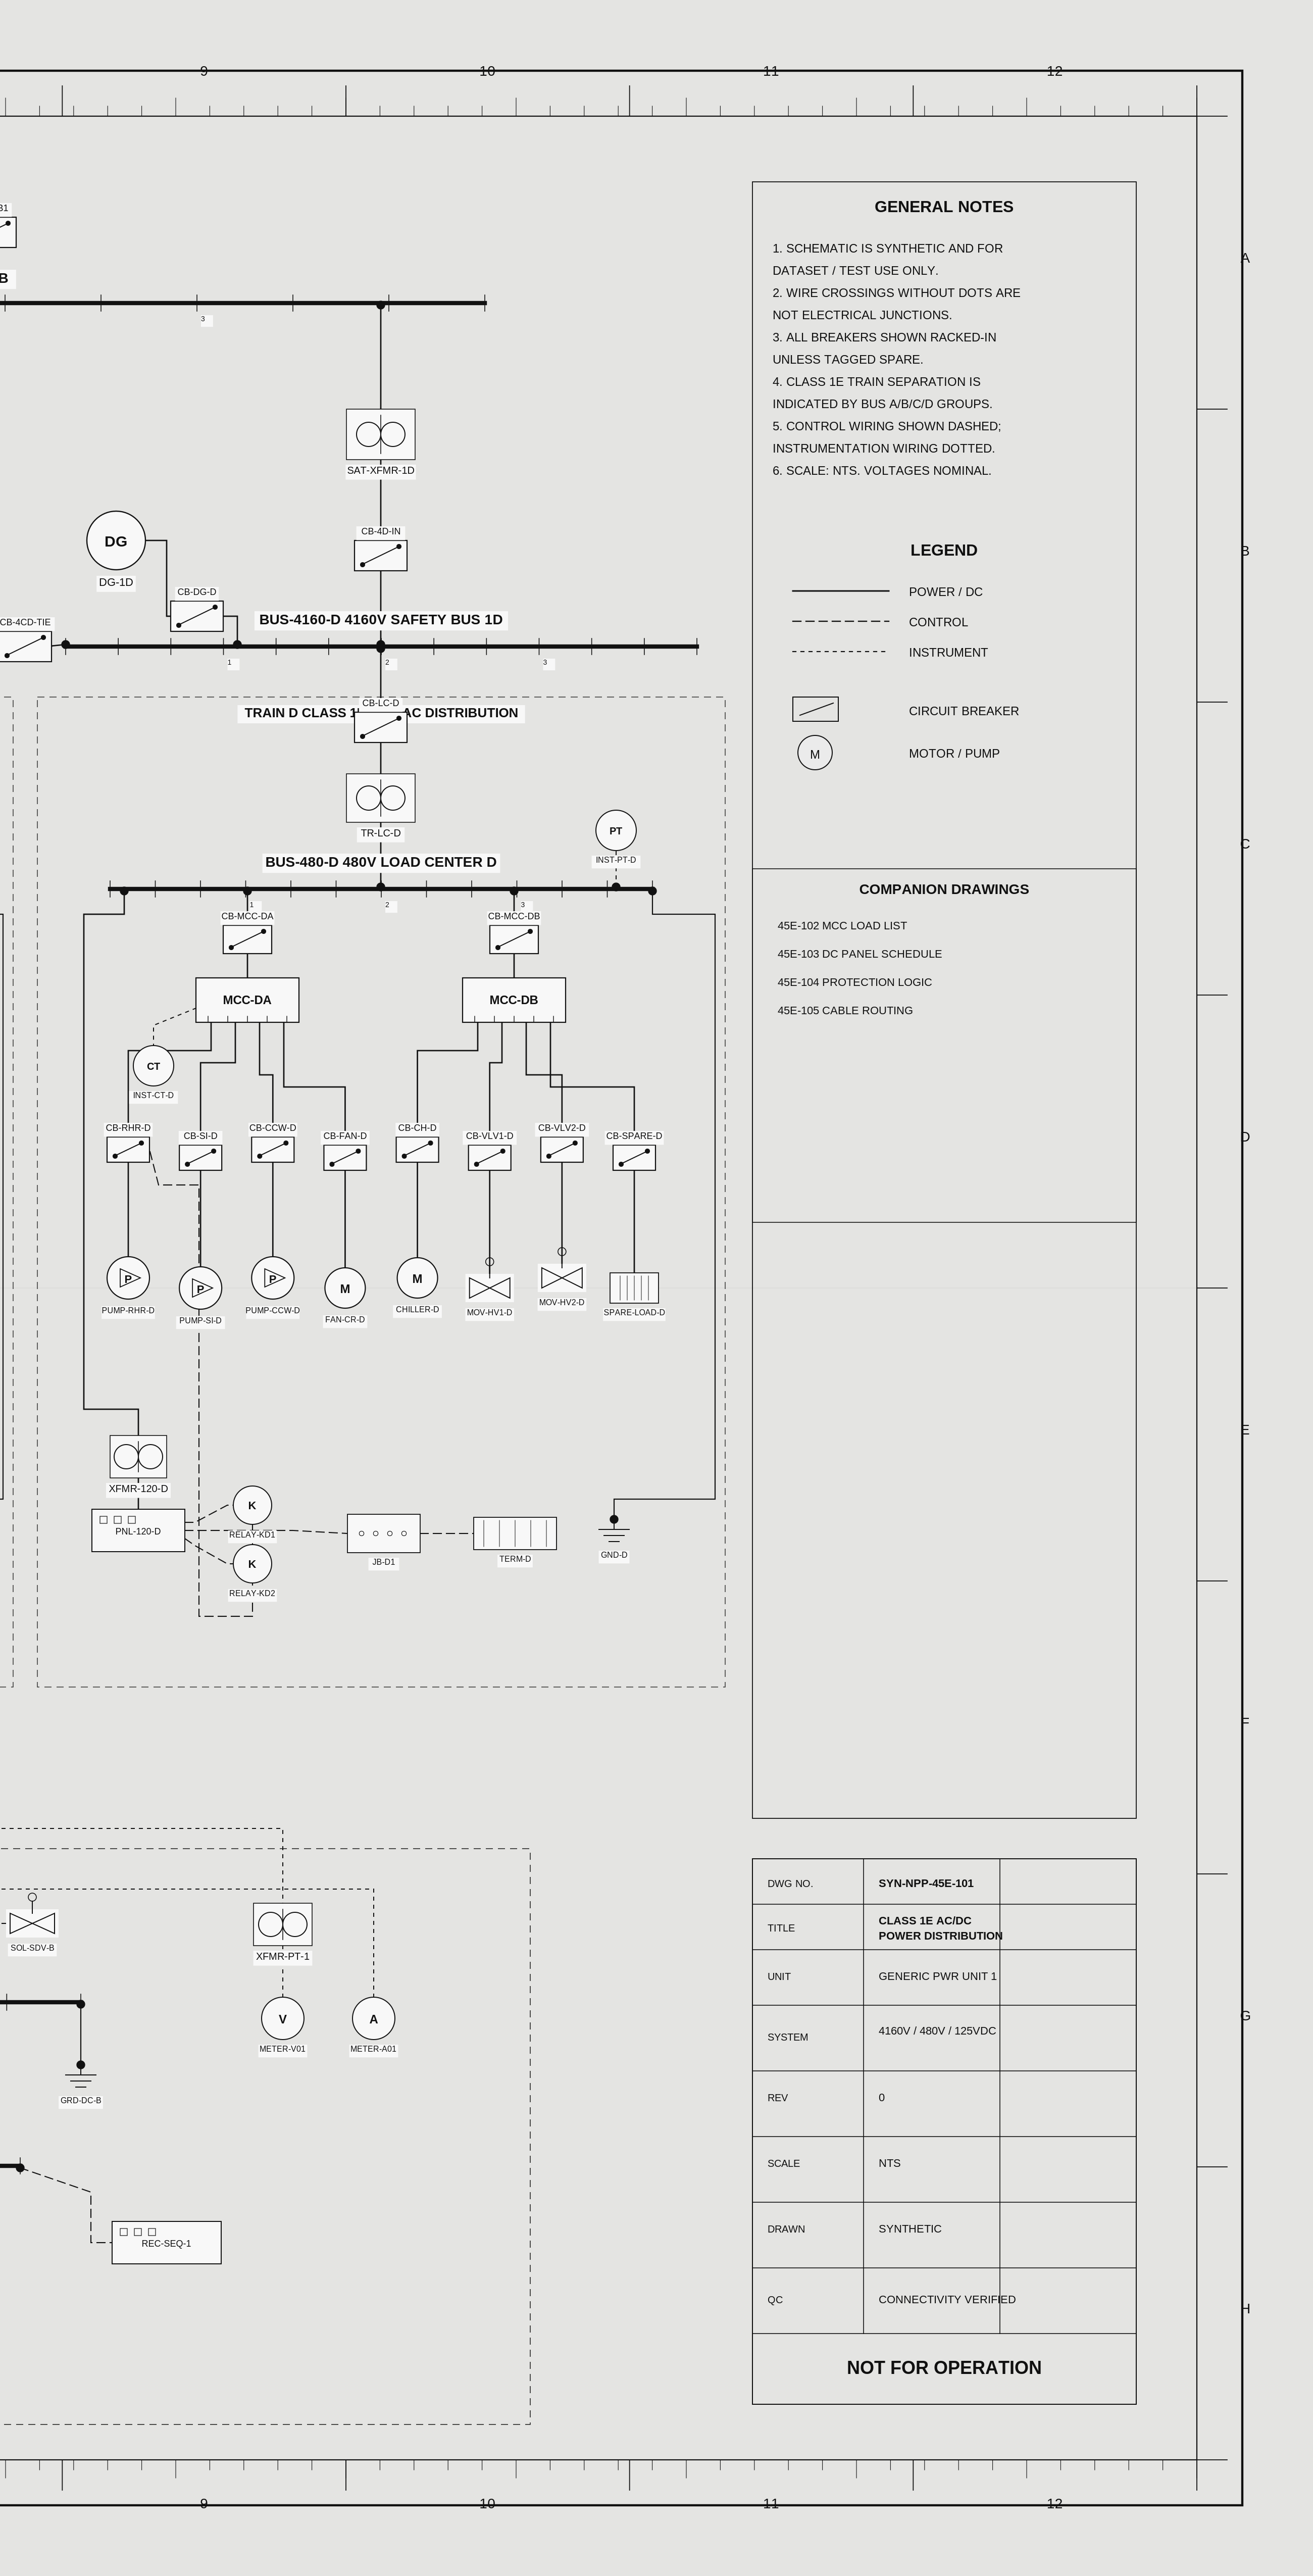 9
10
11
12
B
3
SAT-XFMR-1D
CB-4D-IN
DG
DG-1D
CB-DG-D
CB-4CD-TIE
BUS-4160-D 4160V SAFETY BUS 1D
1
2
3
CB-LC-D
TRAIN D CLASS AC DISTRIBUTION
TR-LC-D
PT
INST-PT-D
BUS-480-D 480V LOAD CENTER D
1
2
3
CB-MCC-DA
CB-MCC-DB
MCC-DA
MCC-DB
CT
INST-CT-D
CB-RHR-D
CB-SI-D
CB-CCW-D
CB-FAN-D
CB-CH-D
CB-VLV1-D
CB-VLV2-D
CB-SPARE-D
P
P
P
M
M
PUMP-RHR-D
PUMP-SI-D
PUMP-CCW-D
FAN-CR-D
CHILLER-D
MOV-HV1-D
MOV-HV2-D
SPARE-LOAD-D
XFMR-120-D
PNL-120-D
K
RELAY-KD1
K
RELAY-KD2
JB-D1
TERM-D
GND-D
SOL-SDV-B
XFMR-PT-1
V
A
METER-V01
METER-A01
GRD-DC-B
REC-SEQ-1
GENERAL NOTES
1. SCHEMATIC IS SYNTHETIC AND FOR
DATASET / TEST USE ONLY.
2. WIRE CROSSINGS WITHOUT DOTS ARE
NOT ELECTRICAL JUNCTIONS.
3. ALL BREAKERS SHOWN RACKED-IN
UNLESS TAGGED SPARE.
4. CLASS 1E TRAIN SEPARATION IS
INDICATED BY BUS A/B/C/D GROUPS.
5. CONTROL WIRING SHOWN DASHED;
INSTRUMENTATION WIRING DOTTED.
6. SCALE: NTS. VOLTAGES NOMINAL.
LEGEND
POWER / DC
CONTROL
INSTRUMENT
CIRCUIT BREAKER
M
MOTOR / PUMP
COMPANION DRAWINGS
45E-102 MCC LOAD LIST
45E-103 DC PANEL SCHEDULE
45E-104 PROTECTION LOGIC
45E-105 CABLE ROUTING
DWG NO. SYN-NPP-45E-101
TITLE CLASS 1E AC/DC
POWER DISTRIBUTION
UNIT GENERIC PWR UNIT 1
SYSTEM 4160V / 480V / 125VDC
REV 0
SCALE NTS
DRAWN SYNTHETIC
QC CONNECTIVITY VERIFIED
NOT FOR OPERATION
A
B
C
D
E
F
G
H
9
10
11
12